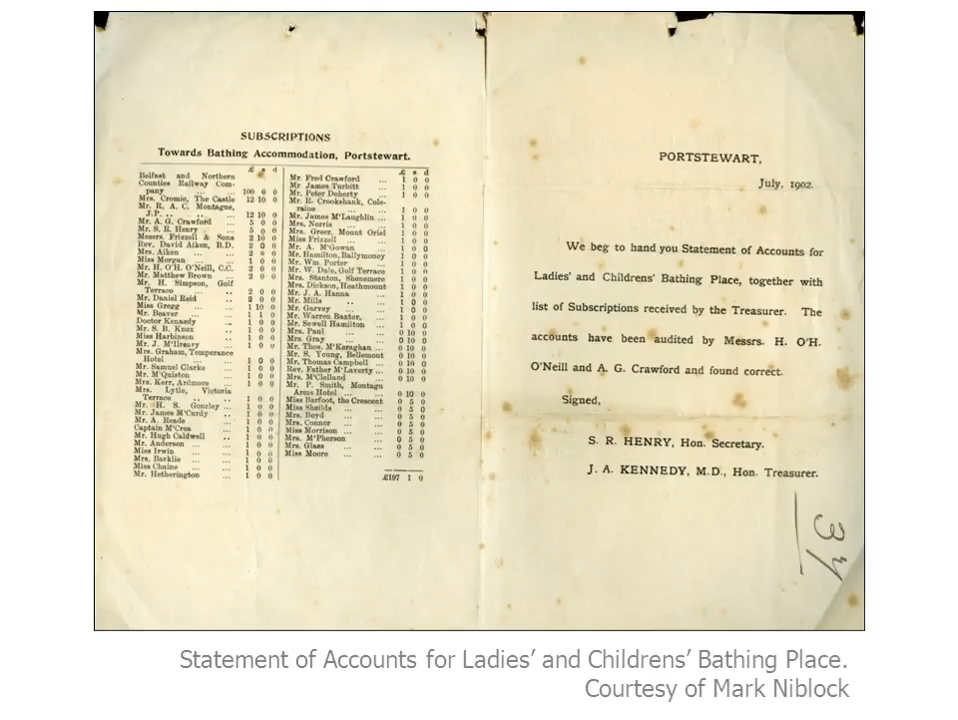 SUBSCRIPTIONS
Towards Bathing Accommodation, Portstewart.
£ s d
Belfast and Northern
Counties Railway Com-
pany ... ... 100 0 0
Mrs. Cromie, The Castle 12 10 0
Mr. R. A. C. Montagne,
J.P. .. .. .. 12 10 0
Mr. A. G. Crawford ... 5 0 0
Mr. S. R. Henry ... 5 0 0
Messrs. Frizzell & Sons 2 10 0
Rev. David Aiken, B.D. 2 0 0
Mrs. Aiken ... ... 2 0 0
Miss Morgan ... ... 1 0 0
Mr. H. O'H. O'Neill, C.C. 2 0 0
Mr. Matthew Brown ... 2 0 0
Mr. H. Simpson, Golf
Terrace ... ... 2 0 0
Mr. Daniel Reid ... 2 0 0
Miss Gregg ... ... 1 10 0
Mr. Beaver ... ... 1 1 0
Doctor Kennedy ... 1 0 0
Mr. S. B. Knox ... 1 0 0
Miss Harbinson ... 1 0 0
Mr. J. M'Ilreavy ... 1 0 0
Mrs. Graham, Temperance
Hotel ... ... 1 0 0
Mr. Samuel Clarke ... 1 0 0
Mr. M'Quiston ... 1 0 0
Mrs. Kerr, Ardmore ... 1 0 0
Mrs. Lytle, Victoria
Terrace .. ... 1 0 0
Mr. H. S. Gourley ... 1 0 0
Mr. James M'Curdy .. 1 0 0
Mr. A. Reade ... 1 0 0
Captain M'Crea ... 1 0 0
Mr. Hugh Caldwell .. 1 0 0
Mr. Anderson ... ... 1 0 0
Miss Irwin ... ... 1 0 0
Mrs. Barklie ... ... 1 0 0
Miss Chaine ... ... 1 0 0
Mr. Hetherington ... 1 0 0
£ s d
Mr. Fred Crawford ... 1 0 0
Mr James Turbitt ... 1 0 0
Mr. Peter Doherty ... 1 0 0
Mr. R. Crookshank, Cole-
raine ... ... 1 0 0
Mr. James M'Laughlin ... 1 0 0
Mrs. Norris ... ... 1 0 0
Mrs. Greer, Mount Oriel 1 0 0
Miss Frizzell ... ... 1 0 0
Mr. A. M'Gowan ... 1 0 0
Mr. Hamilton, Ballymoney 1 0 0
Mr. Wm. Porter ... 1 0 0
Mr. W. Dale, Golf Terrace 1 0 0
Mrs. Stanton, 1 0 0
Mrs. Dickson, Heathmount 1 0 0
Mr. J. A. Hanna ... 1 0 0
Mr. Mills .. ... 1 0 0
Mr. Garvey ... ... 1 0 0
Mr. Warren Baxter, ... 1 0 0
Mr. Sewell Hamilton ... 1 0 0
Mrs. Paul ... ... 0 10 0
Mrs. Gray ... ... 0 10 0
Mr. Thos. M'Keraghan ... 0 10 0
Mr. S. Young, Bellemont 0 10 0
Mr. Thomas Campbell ... 0 10 0
Rev. Father M'Laverty ... 0 10 0
Mrs. M'Clelland ... 0 10 0
Mr. P. Smith, Montagu
Arms Hotel ... ... 0 10 0
Miss Barfoot, the Crescent 0 5 0
Miss Sheilds ... ... 0 5 0
Mrs. Boyd ... ... 0 5 0
Mrs. Connor ... ... 0 5 0
Miss Morrison ... ... 0 5 0
Mrs. M'Pherson ... 0 5 0
Mrs. Glass ... ... 0 5 0
Miss Moore ... ... 0 5 0
£197 1 0
PORTSTEWART,
July, 1902.
We beg to hand you Statement of Accounts for
Ladies' and Childrens' Bathing Place, together with
list of Subscriptions received by the Treasurer. The
accounts have been audited by Messrs. H. O'H.
O'Neill and A. G. Crawford and found correct.
Signed,
S. R. HENRY, Hon. Secretary.
J. A. KENNEDY, M.D., Hon. Treasurer.
34
Statement of Accounts for Ladies' and Childrens' Bathing Place.
Courtesy of Mark Niblock